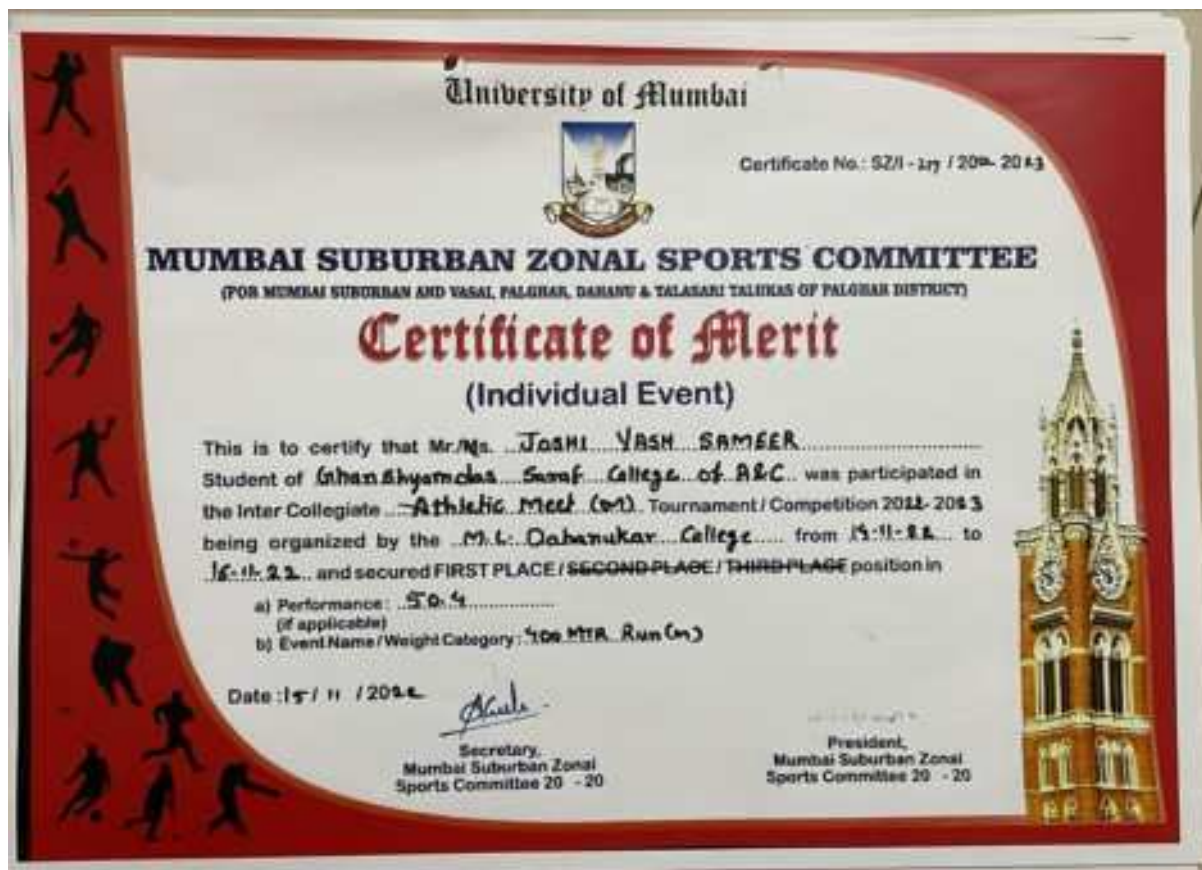 University of Mumbai
Certificate No.: SZ/I - 217 / 2022 2023
MUMBAI SUBURBAN ZONAL SPORTS COMMITTEE
(FOR MUMBAI SUBURBAN AND VASAI, PALGHAR, DAHANU & TALASARI TALUKAS OF PALGHAR DISTRICT)
Certificate of Merit
(Individual Event)
This is to certify that Mr./Ms. JOSHI YASH SAMEER
Student of Ghanshyamdas Saraf College of A&C was participated in
the Inter Collegiate Athletic Meet (M) Tournament / Competition 2022-2023
being organized by the M.L. Dahanukar College from to
15-11-22 and secured FIRST PLACE / SECOND PLACE / THIRD PLACE position in
a) Performance: 50.4
(if applicable)
b) Event Name / Weight Category: 400 MTR Run (M)
Date: 15 / 11 / 2022
Secretary,
Mumbai Suburban Zonal
Sports Committee 20 - 20
President,
Mumbai Suburban Zonal
Sports Committee 20 - 20